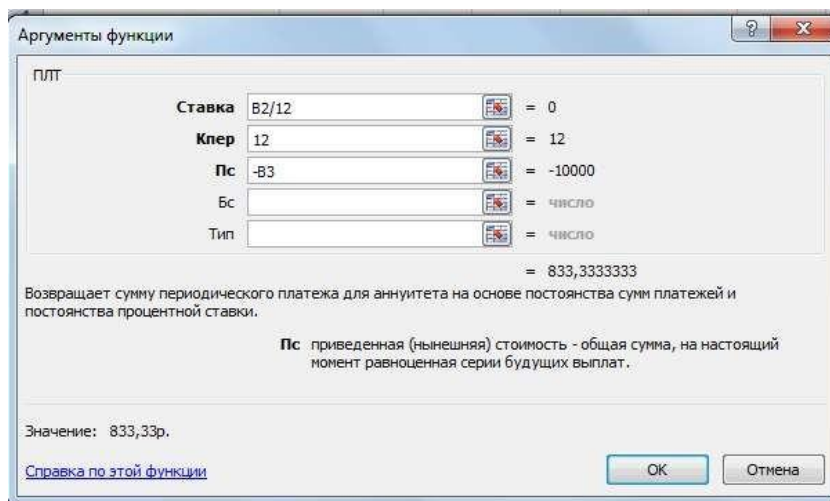 Аргументы функции
ПЛТ
Ставка B2/12 = 0
Кпер 12 = 12
Пс -B3 = -10000
Бс = число
Тип = число
= 833,3333333
Возвращает сумму периодического платежа для аннуитета на основе постоянства сумм платежей и
постоянства процентной ставки.
Пс приведенная (нынешняя) стоимость - общая сумма, на настоящий
момент равноценная серии будущих выплат.
Значение: 833,33р.
Справка по этой функции
ОК
Отмена